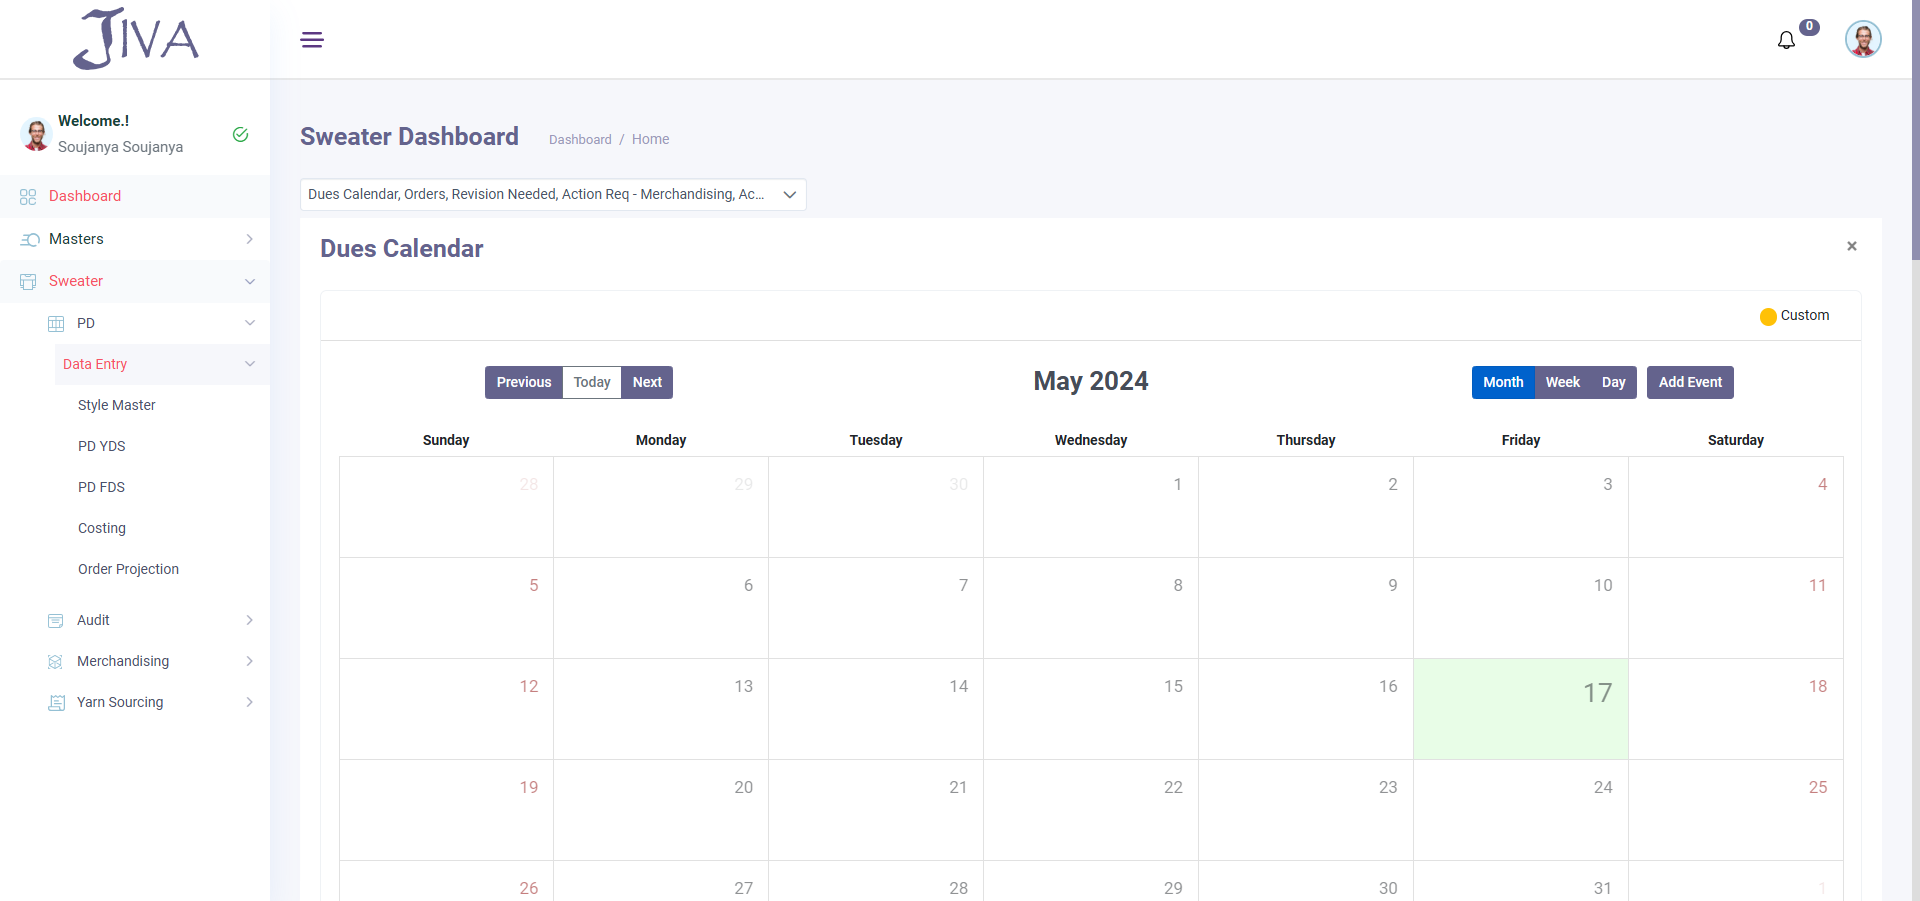 JIVA
0
Welcome.!
Soujanya Soujanya
Dashboard
Masters
Sweater
PD
Data Entry
Style Master
PD YDS
PD FDS
Costing
Order Projection
Audit
Merchandising
Yarn Sourcing
Sweater Dashboard
Dashboard / Home
Dues Calendar, Orders, Revision Needed, Action Req - Merchandising, Ac...
Dues Calendar
×
Custom
Previous Today Next
May 2024
Month Week Day Add Event
Sunday Monday Tuesday Wednesday Thursday Friday Saturday
28 29 30 1 2 3 4
5 6 7 8 9 10 11
12 13 14 15 16 17 18
19 20 21 22 23 24 25
26 27 28 29 30 31 1